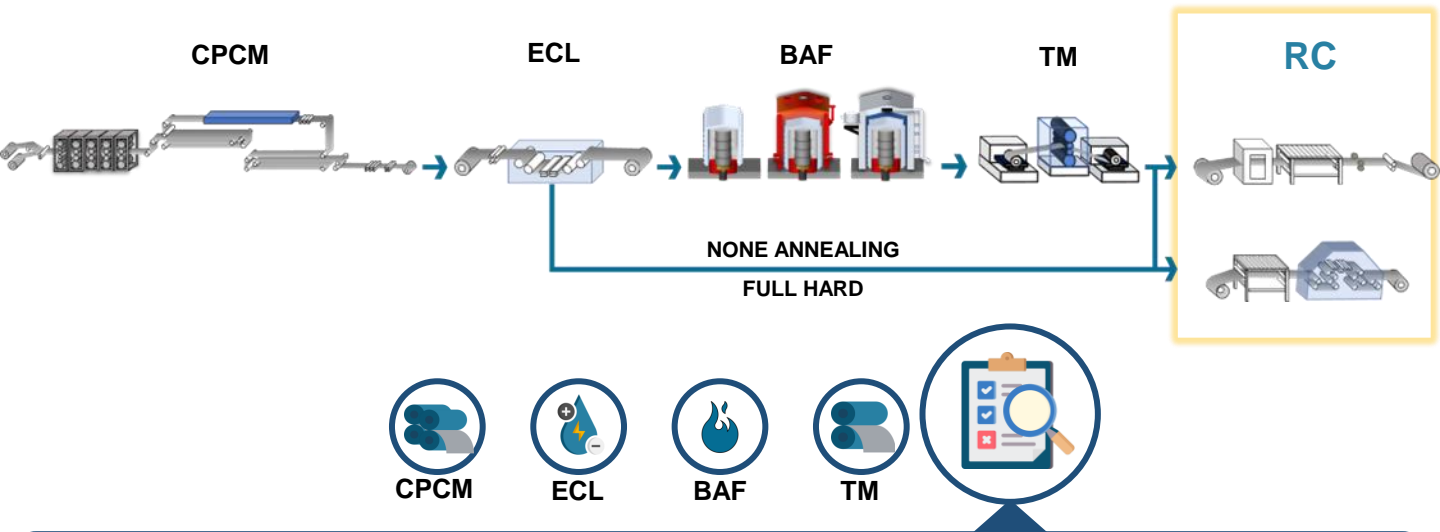 CPCM
ECL
BAF
TM
RC
NONE ANNEALING
FULL HARD
CPCM
ECL
BAF
TM